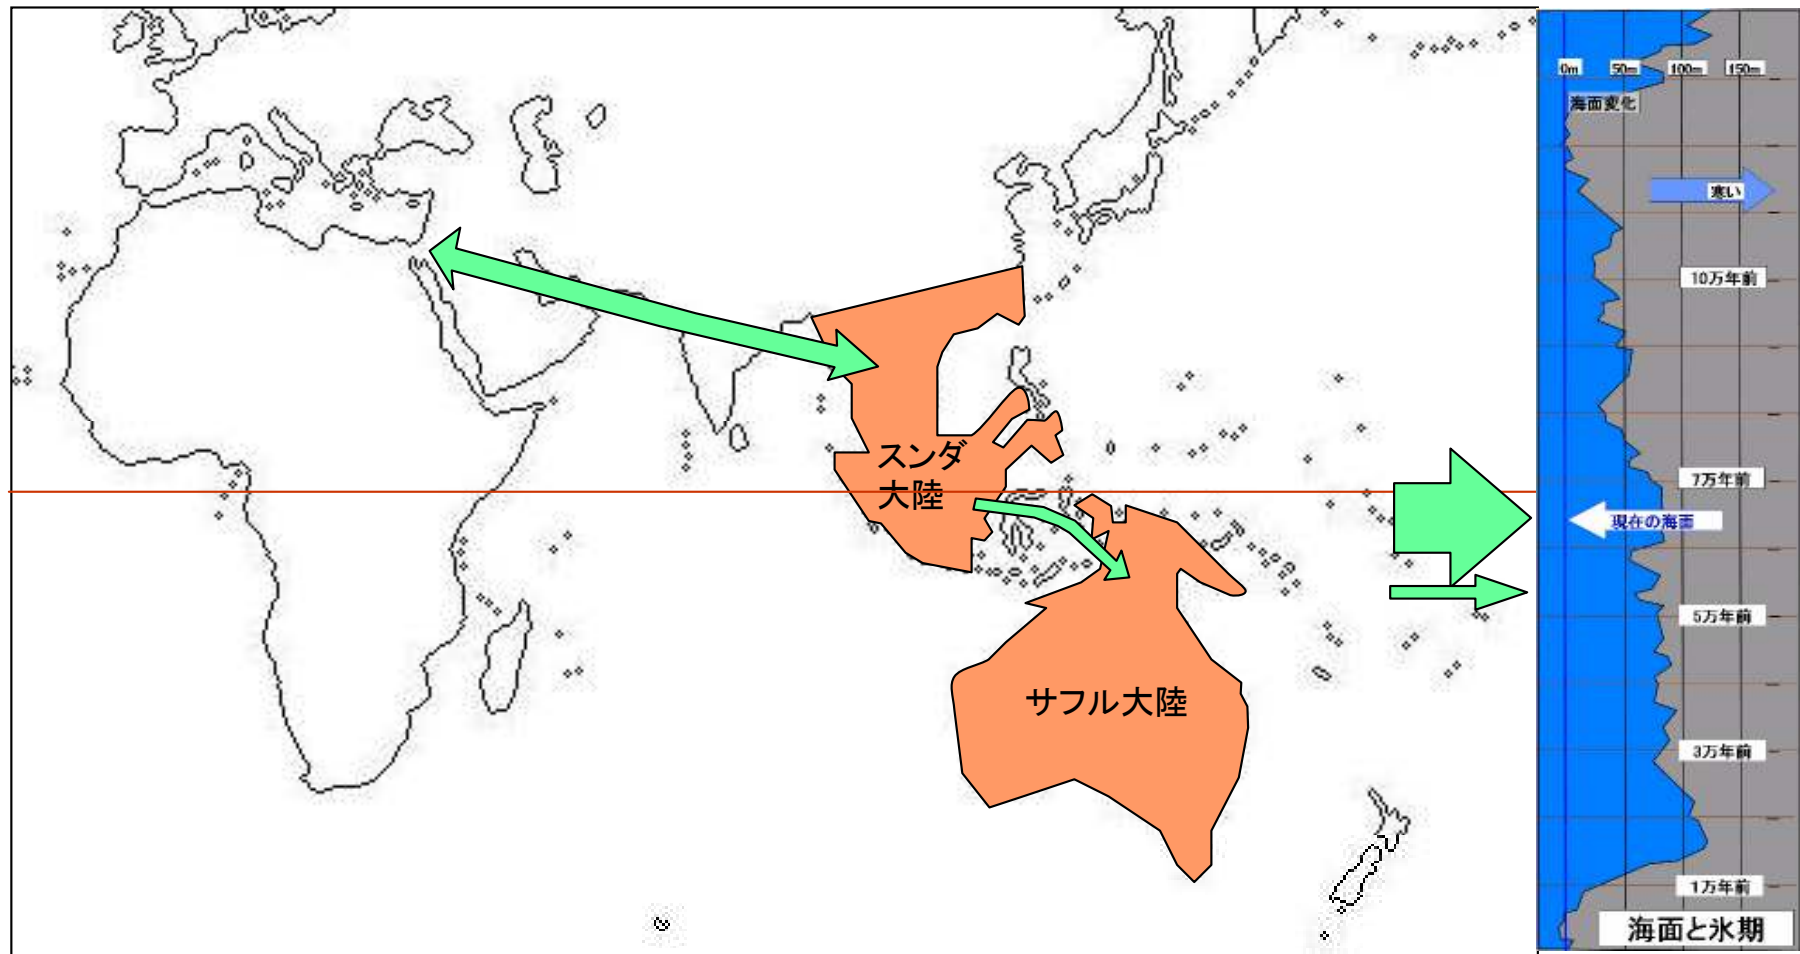 スンダ
大陸
サフル大陸
0m
50m
100m
150m
海面変化
寒い
10万年前
7万年前
現在の海面
5万年前
3万年前
1万年前
海面と氷期